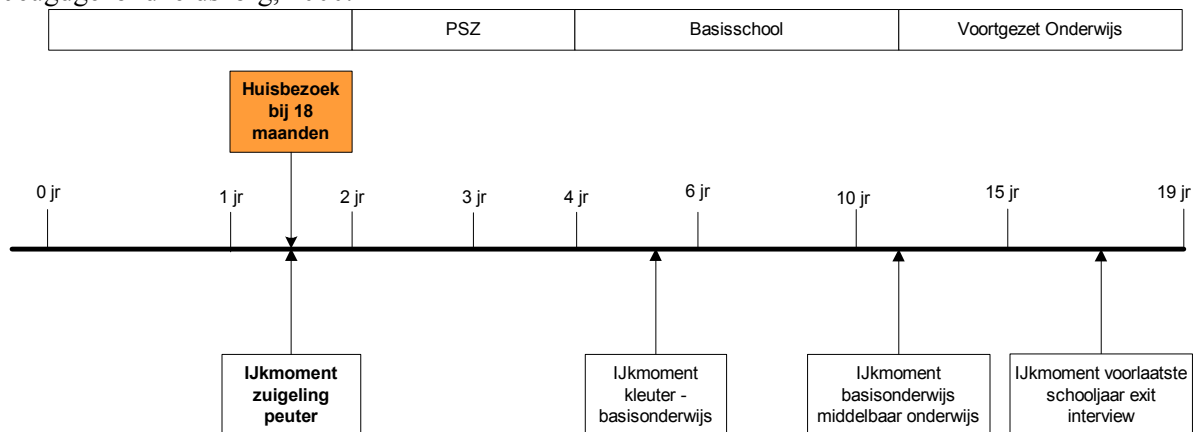 PSZ
Basisschool
Voortgezet Onderwijs
Huisbezoek
bij 18
maanden
0 jr
1 jr
2 jr
3 jr
4 jr
6 jr
10 jr
15 jr
19 jr
IJkmoment
zuigeling
peuter
IJkmoment
kleuter -
basisonderwijs
IJkmoment
basisonderwijs
middelbaar onderwijs
IJkmoment voorlaatste
schooljaar exit
interview